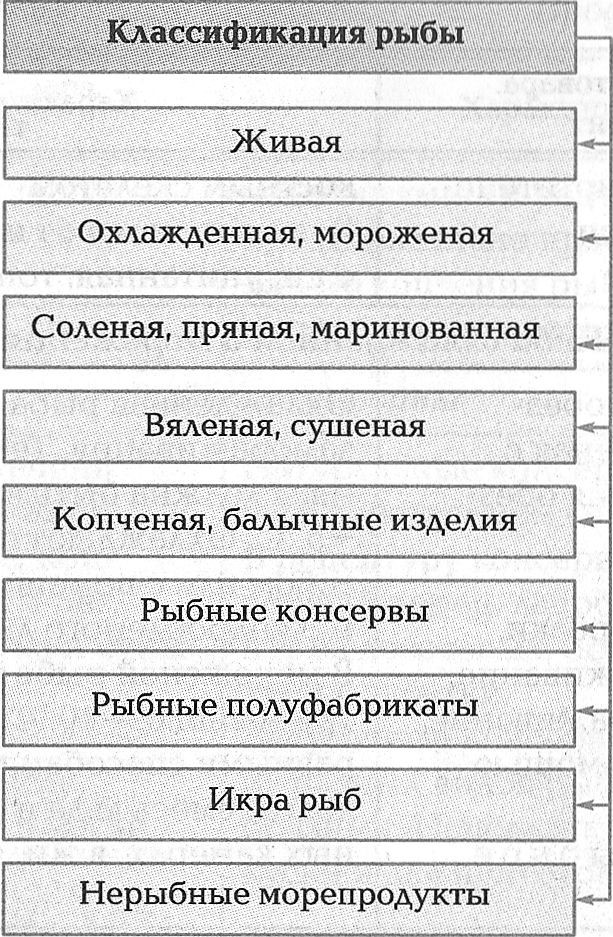 Классификация рыбы
Живая
Охлажденная, мороженая
Соленая, пряная, маринованная
Вяленая, сушеная
Копченая, балычные изделия
Рыбные консервы
Рыбные полуфабрикаты
Икра рыб
Нерыбные морепродукты